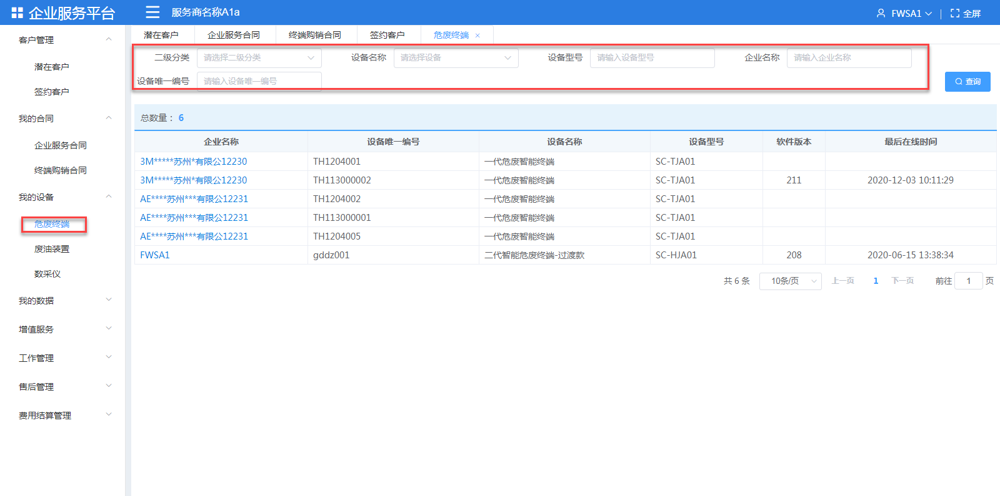 企业服务平台 服务商名称A1a FWSA1 | 全屏
客户管理
潜在客户
签约客户
我的合同
企业服务合同
终端购销合同
我的设备
危废终端
废油装置
数采仪
我的数据
增值服务
工作管理
售后管理
费用结算管理
潜在客户 企业服务合同 终端购销合同 签约客户 危废终端 ×
二级分类 请选择二级分类 设备名称 请选择设备 设备型号 请输入设备型号 企业名称 请输入企业名称
设备唯一编号 请输入设备唯一编号 查询
总数量： 6
企业名称 设备唯一编号 设备名称 设备型号 软件版本 最后在线时间
3M*****苏州*有限公12230 TH1204001 一代危废智能终端 SC-TJA01
3M*****苏州*有限公12230 TH113000002 一代危废智能终端 SC-TJA01 211 2020-12-03 10:11:29
AE****苏州***有限公12231 TH1204002 一代危废智能终端 SC-TJA01
AE****苏州***有限公12231 TH113000001 一代危废智能终端 SC-TJA01
AE****苏州***有限公12231 TH1204005 一代危废智能终端 SC-TJA01
FWSA1 gddz001 二代智能危废终端-过渡款 SC-HJA01 208 2020-06-15 13:38:34
共 6 条 10条/页 上一页 1 下一页 前往 1 页